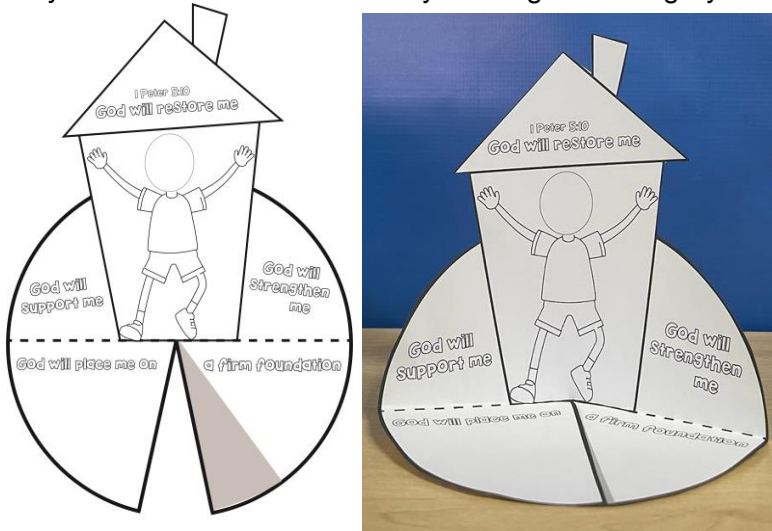 1 Peter 5:10
God will restore me
God will
support me
God will
strengthen
me
God will place me on
a firm foundation
1 Peter 5:10
God will restore me
God will
support me
God will
strengthen
me
God will place me on
a firm foundation